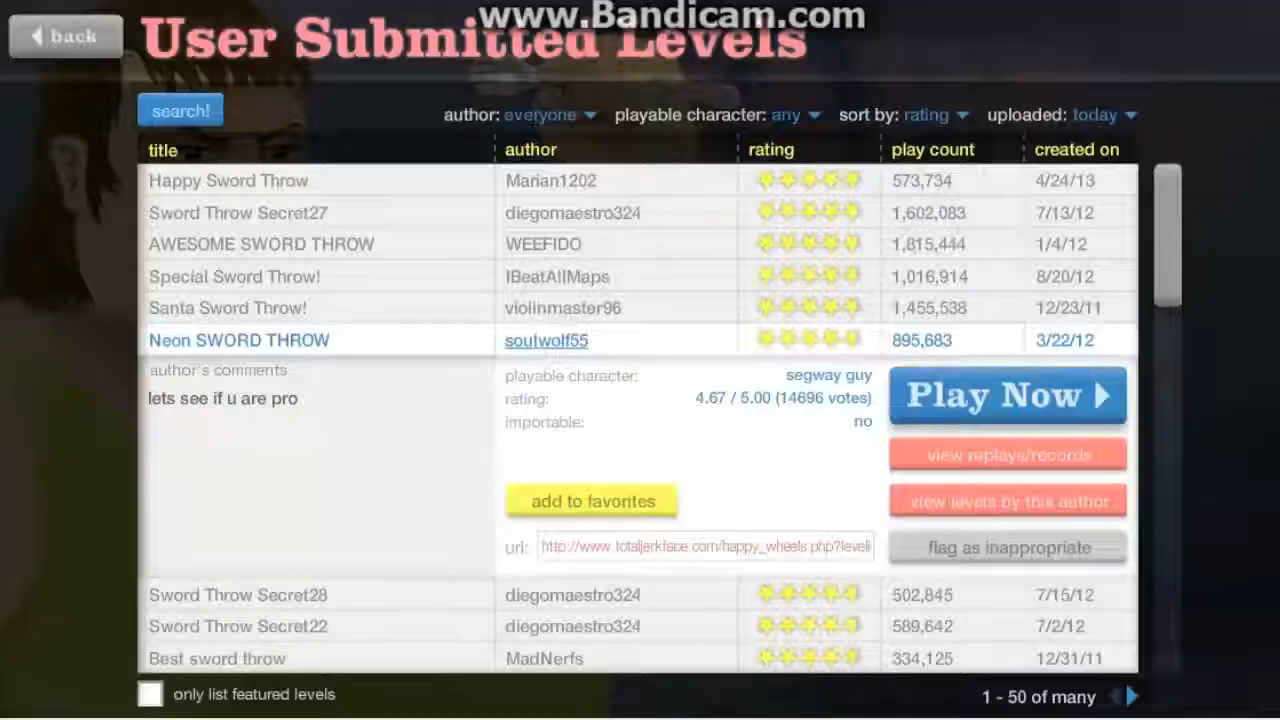 www.Bandicam.com
back
User Submitted Levels
search!
author: everyone playable character: any sort by: rating uploaded: today
title author rating play count created on
Happy Sword Throw Marian1202 573,734 4/24/13
Sword Throw Secret27 diegomaestro324 1,602,083 7/13/12
AWESOME SWORD THROW WEEFIDO 1,815,444 1/4/12
Special Sword Throw! IBeatAllMaps 1,016,914 8/20/12
Santa Sword Throw! violinmaster96 1,455,538 12/23/11
Neon SWORD THROW soulwolf55 895,683 3/22/12
author's comments
lets see if u are pro
playable character: segway guy
rating: 4.67 / 5.00 (14696 votes)
importable: no
add to favorites
url: http://www.totaljerkface.com/happy_wheels.php?leveli
Play Now
view replays/records
view levels by this author
flag as inappropriate
Sword Throw Secret28 diegomaestro324 502,845 7/15/12
Sword Throw Secret22 diegomaestro324 589,642 7/2/12
Best sword throw MadNerfs 334,125 12/31/11
only list featured levels
1 - 50 of many